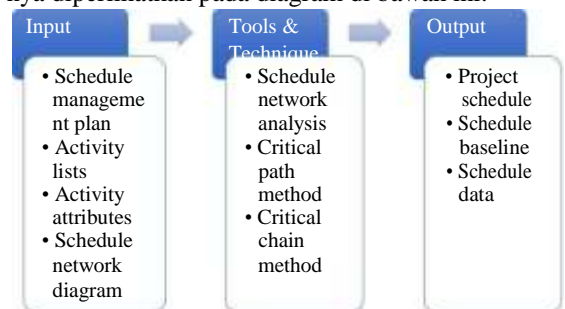 nya diperlihatkan pada diagram di bawah ini:
Input
Tools &
Technique
Output
• Schedule
manageme
nt plan
• Activity
lists
• Activity
attributes
• Schedule
network
diagram
• Schedule
network
analysis
• Critical
path
method
• Critical
chain
method
• Project
schedule
• Schedule
baseline
• Schedule
data